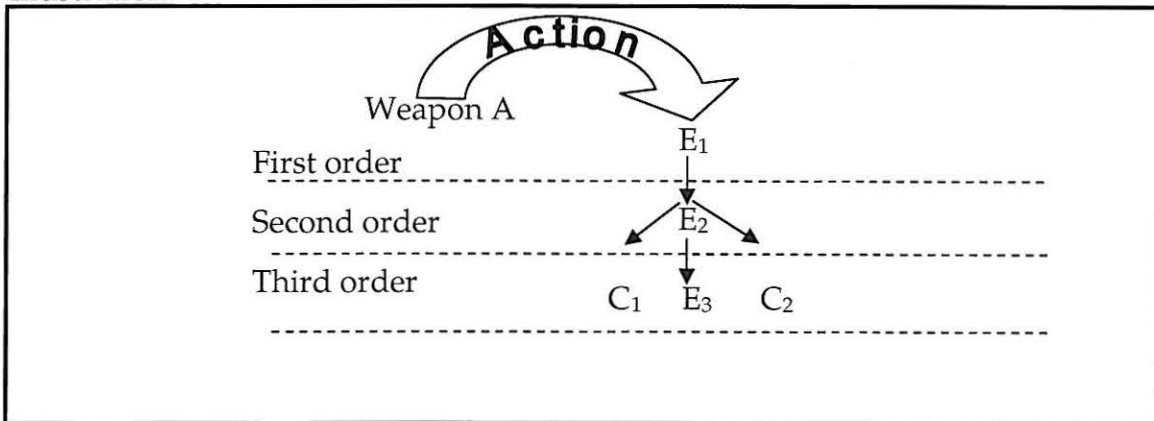 Action
Weapon A
E₁
First order
Second order
E₂
Third order
C₁ E₃ C₂